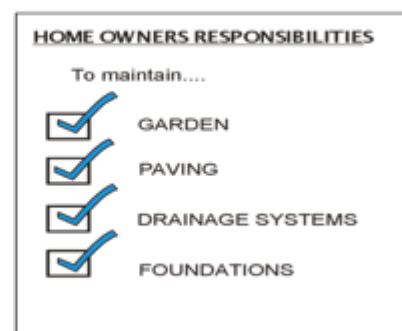 HOME OWNERS RESPONSIBILITIES
To maintain....
GARDEN
PAVING
DRAINAGE SYSTEMS
FOUNDATIONS